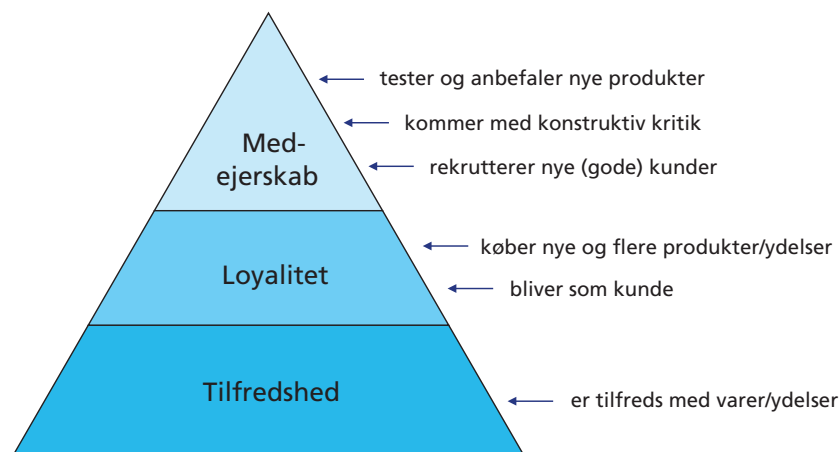 tester og anbefaler nye produkter
kommer med konstruktiv kritik
Med-
ejerskab
rekrutterer nye (gode) kunder
køber nye og flere produkter/ydelser
Loyalitet
bliver som kunde
Tilfredshed
er tilfreds med varer/ydelser